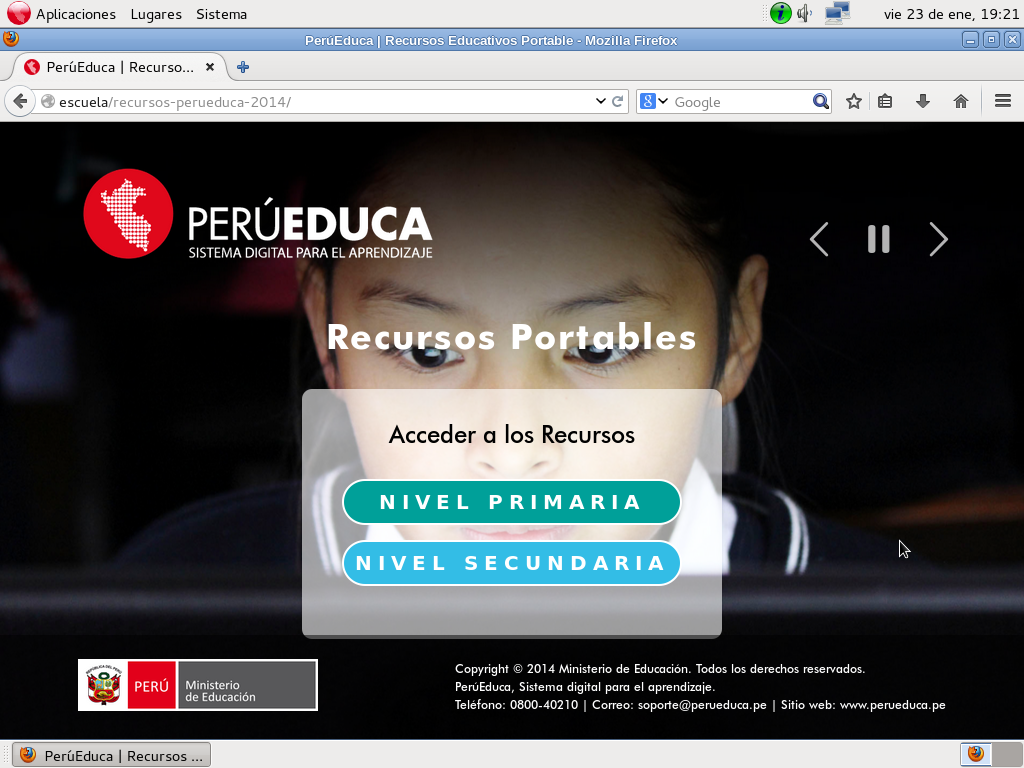 Aplicaciones Lugares Sistema vie 23 de ene, 19:21
PerúEduca | Recursos Educativos Portable - Mozilla Firefox
PerúEduca | Recurso...
escuela/recursos-perueduca-2014/ Google
PERÚEDUCA
SISTEMA DIGITAL PARA EL APRENDIZAJE
Recursos Portables
Acceder a los Recursos
NIVEL PRIMARIA
NIVEL SECUNDARIA
REPÚBLICA DEL PERÚ
PERÚ
Ministerio
de Educación
Copyright © 2014 Ministerio de Educación. Todos los derechos reservados.
PerúEduca, Sistema digital para el aprendizaje.
Teléfono: 0800-40210 | Correo: soporte@perueduca.pe | Sitio web: www.perueduca.pe
PerúEduca | Recursos ...